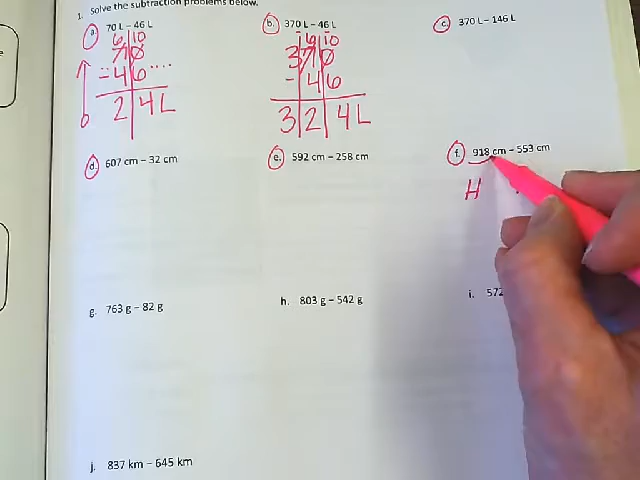 1. Solve the subtraction problems below.
a. 70 L – 46 L
b. 370 L – 46 L
c. 370 L – 146 L
6 10
7 0
– 4 6
2 4 L
6 10
3 7 0
– 4 6
3 2 4 L
d. 607 cm – 32 cm
e. 592 cm – 258 cm
f. 918 cm – 553 cm
H
g. 763 g – 82 g
h. 803 g – 542 g
i. 572
j. 837 km – 645 km